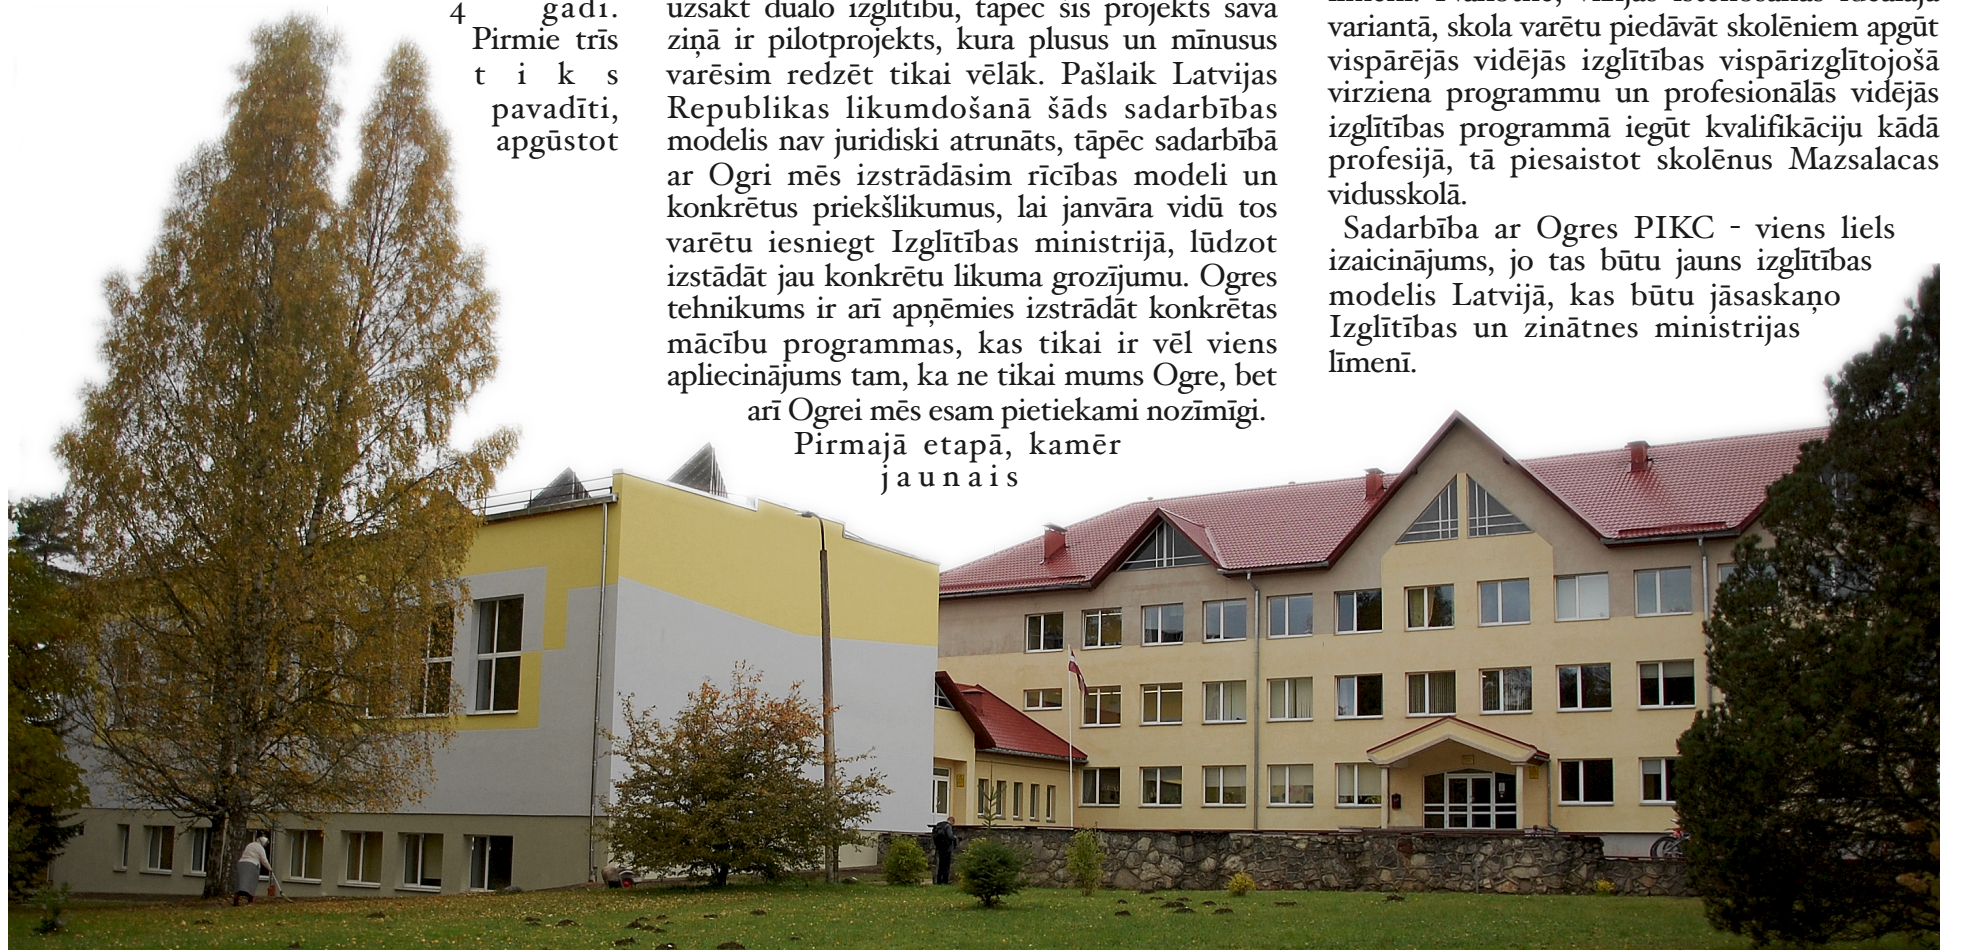 4 gadi.
Pirmie trīs
tiks
pavadīti,
apgūstot
uzsākt duālo izglītību, tāpēc šis projekts savā
ziņā ir pilotprojekts, kura plusus un mīnusus
varēsim redzēt tikai vēlāk. Pašlaik Latvijas
Republikas likumdošanā šāds sadarbības
modelis nav juridiski atrunāts, tāpēc sadarbībā
ar Ogri mēs izstrādāsim rīcības modeli un
konkrētus priekšlikumus, lai janvāra vidū tos
varētu iesniegt Izglītības ministrijā, lūdzot
izstādāt jau konkrētu likuma grozījumu. Ogres
tehnikums ir arī apņēmies izstrādāt konkrētas
mācību programmas, kas tikai ir vēl viens
apliecinājums tam, ka ne tikai mums Ogre, bet
arī Ogrei mēs esam pietiekami nozīmīgi.
Pirmajā etapā, kamēr
jaunais
variantā, skola varētu piedāvāt skolēniem apgūt
vispārējās vidējās izglītības vispārizglītojošā
virziena programmu un profesionālās vidējās
izglītības programmā iegūt kvalifikāciju kādā
profesijā, tā piesaistot skolēnus Mazsalacas
vidusskolā.
Sadarbība ar Ogres PIKC - viens liels
izaicinājums, jo tas būtu jauns izglītības
modelis Latvijā, kas būtu jāsaskaņo
Izglītības un zinātnes ministrijas
līmenī.